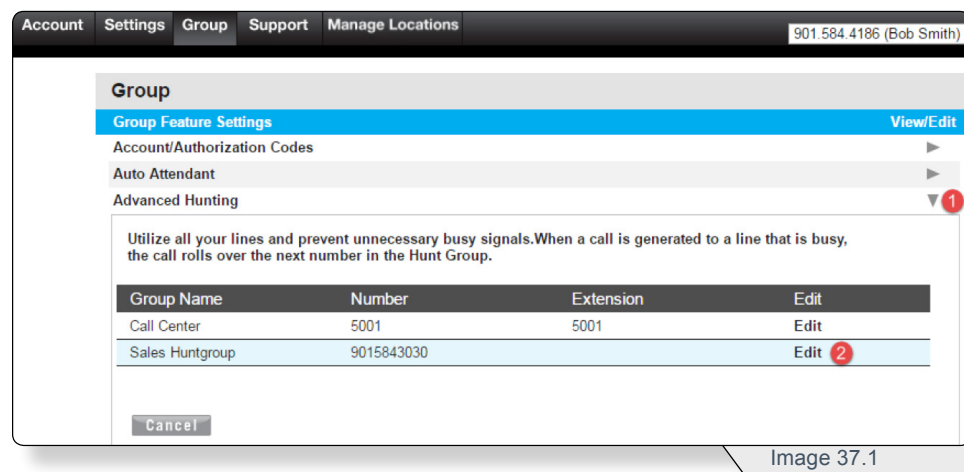 Account Settings Group Support Manage Locations
901.584.4186 (Bob Smith)
Group
Group Feature Settings View/Edit
Account/Authorization Codes
Auto Attendant
Advanced Hunting 1
Utilize all your lines and prevent unnecessary busy signals.When a call is generated to a line that is busy,
the call rolls over the next number in the Hunt Group.
Group Name Number Extension Edit
Call Center 5001 5001 Edit
Sales Huntgroup 9015843030 Edit 2
Cancel
Image 37.1